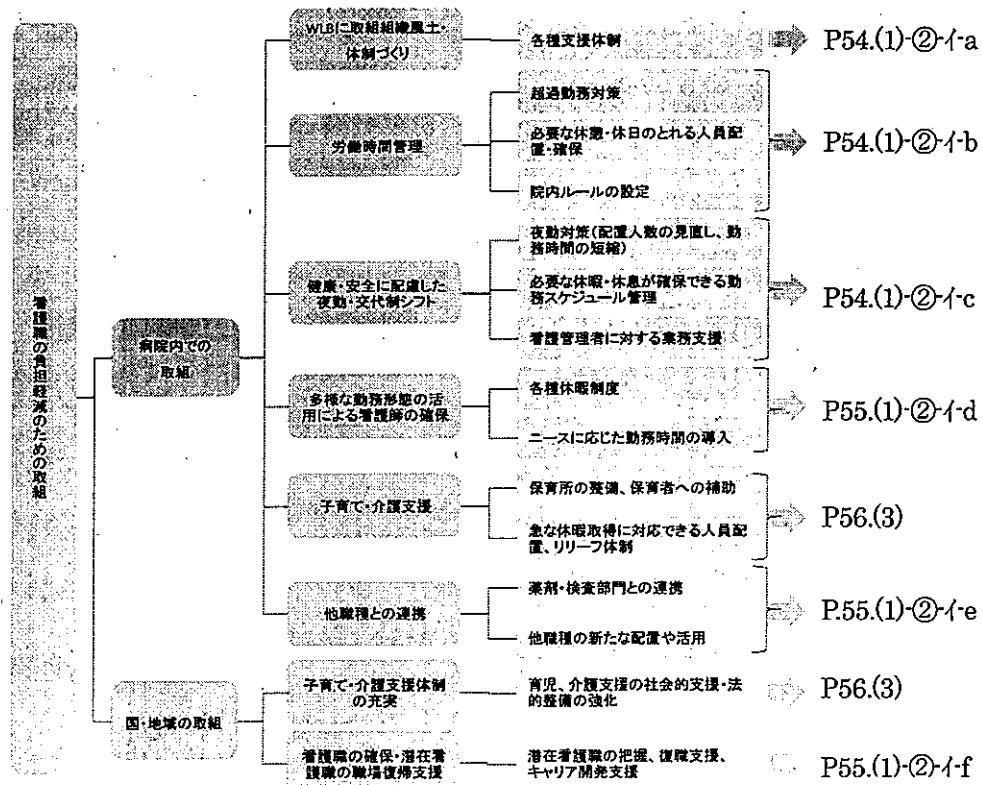 看護職の負担軽減のための取組
病院内での
取組
WLBに取組組織風土・
体制づくり
各種支援体制
P54.(1)-②-イ-a
労働時間管理
超過勤務対策
必要な休憩・休日のとれる人員配
置・確保
院内ルールの設定
P54.(1)-②-イ-b
健康・安全に配慮した
夜勤・交代制シフト
夜勤対策(配置人数の見直し、勤
務時間の短縮)
必要な休暇・休息が確保できる勤
務スケジュール管理
看護管理者に対する業務支援
P54.(1)-②-イ-c
多様な勤務形態の活
用による看護師の確保
各種休暇制度
ニースに応じた勤務時間の導入
P55.(1)-②-イ-d
子育て・介護支援
保育所の整備、保育者への補助
急な休暇取得に対応できる人員配
置、リリーフ体制
P56.(3)
他職種との連携
薬剤・検査部門との連携
他職種の新たな配置や活用
P.55.(1)-②-イ-e
国・地域の取組
子育て・介護支援体制
の充実
育児、介護支援の社会的支援・法
的整備の強化
P56.(3)
看護職の確保・潜在看
護職の職場復帰支援
潜在看護職の把握、復職支援、
キャリア開発支援
P55.(1)-②-イ-f